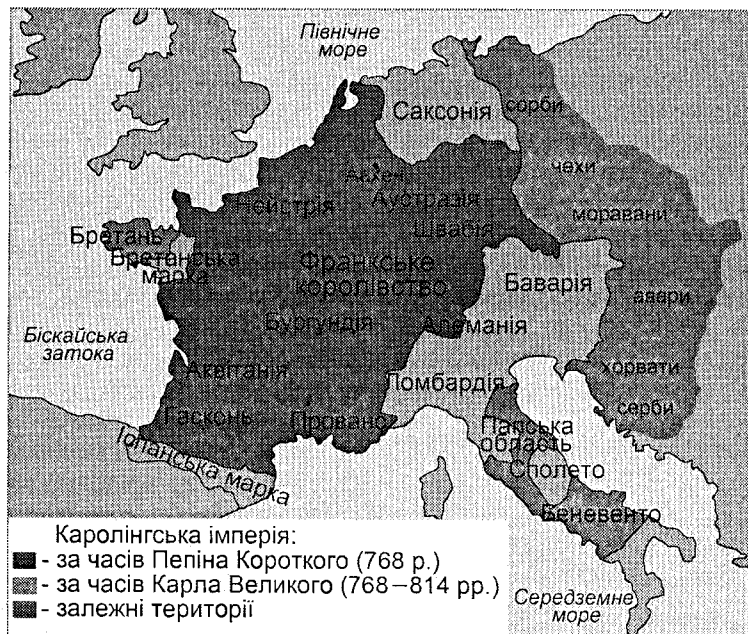 Північне
море
Саксонія
сорби
Аахен
чехи
Нейстрія
Австразія
моравани
Швабія
Бретань
Бретанська
марка
Франкське
королівство
Баварія
авари
Бургундія
Алеманія
Біскайська
затока
Аквітанія
Ломбардія
хорвати
серби
Гасконь
Прованс
Папська
область
Іспанська марка
Сполето
Беневенто
Каролінгська імперія:
- за часів Пепіна Короткого (768 р.)
- за часів Карла Великого (768–814 рр.)
- залежні території
Середземне
море